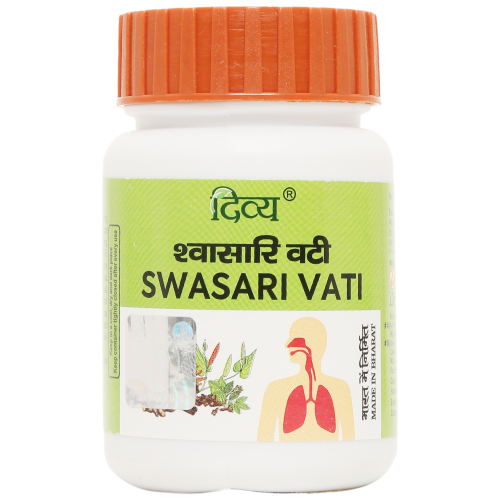 दिव्य®
श्वासारि वटी
SWASARI VATI
भारत में निर्मित
MADE IN BHARAT
Keep container tightly closed after every use